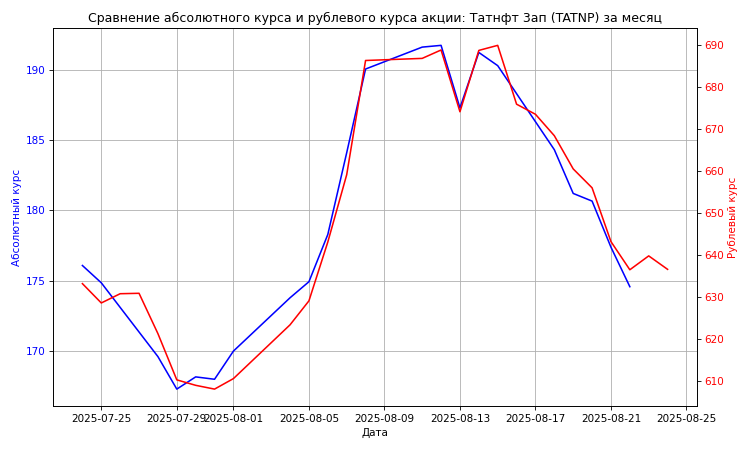 Сравнение абсолютного курса и рублевого курса акции: Татнфт 3ап (TATNP) за месяц
190
185
180
175
170
Абсолютный курс
690
680
670
660
650
640
630
620
610
Рублевый курс
2025-07-25 2025-07-29 2025-08-01 2025-08-05 2025-08-09 2025-08-13 2025-08-17 2025-08-21 2025-08-25
Дата